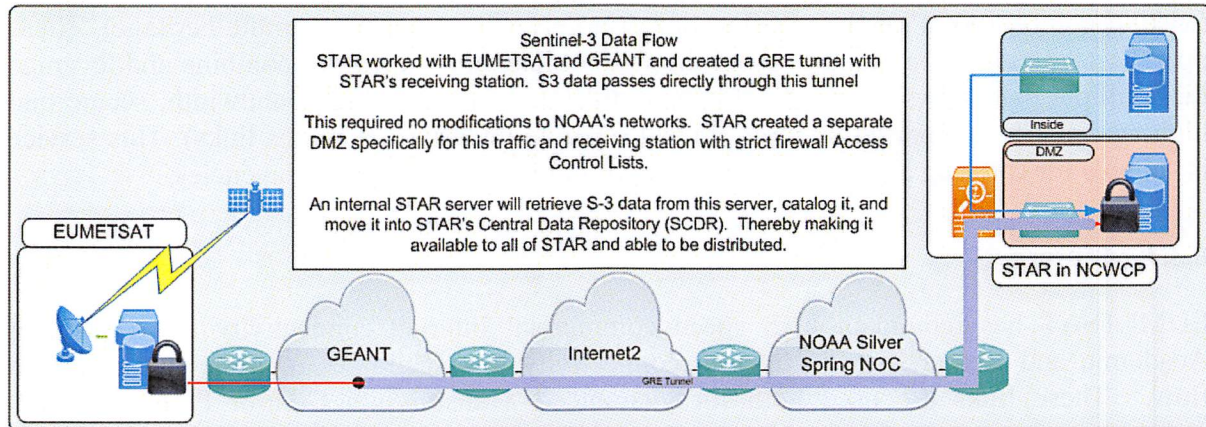 Sentinel-3 Data Flow
STAR worked with EUMETSATand GEANT and created a GRE tunnel with
STAR's receiving station. S3 data passes directly through this tunnel
This required no modifications to NOAA's networks. STAR created a separate
DMZ specifically for this traffic and receiving station with strict firewall Access
Control Lists.
An internal STAR server will retrieve S-3 data from this server, catalog it, and
move it into STAR's Central Data Repository (SCDR). Thereby making it
available to all of STAR and able to be distributed.
Inside
DMZ
STAR in NCWCP
EUMETSAT
GEANT
Internet2
NOAA Silver
Spring NOC
GRE Tunnel